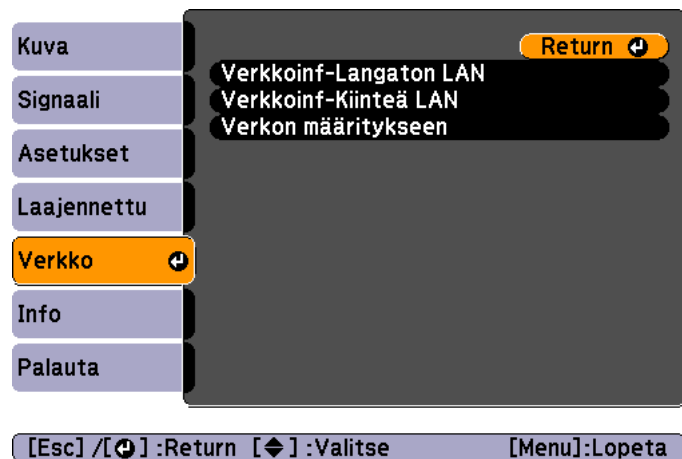 Kuva
Signaali
Asetukset
Laajennettu
Verkko
Info
Palauta
Return
Verkkoinf-Langaton LAN
Verkkoinf-Kiinteä LAN
Verkon määritykseen
[Esc] /[⏎] :Return [◆] :Valitse [Menu]:Lopeta